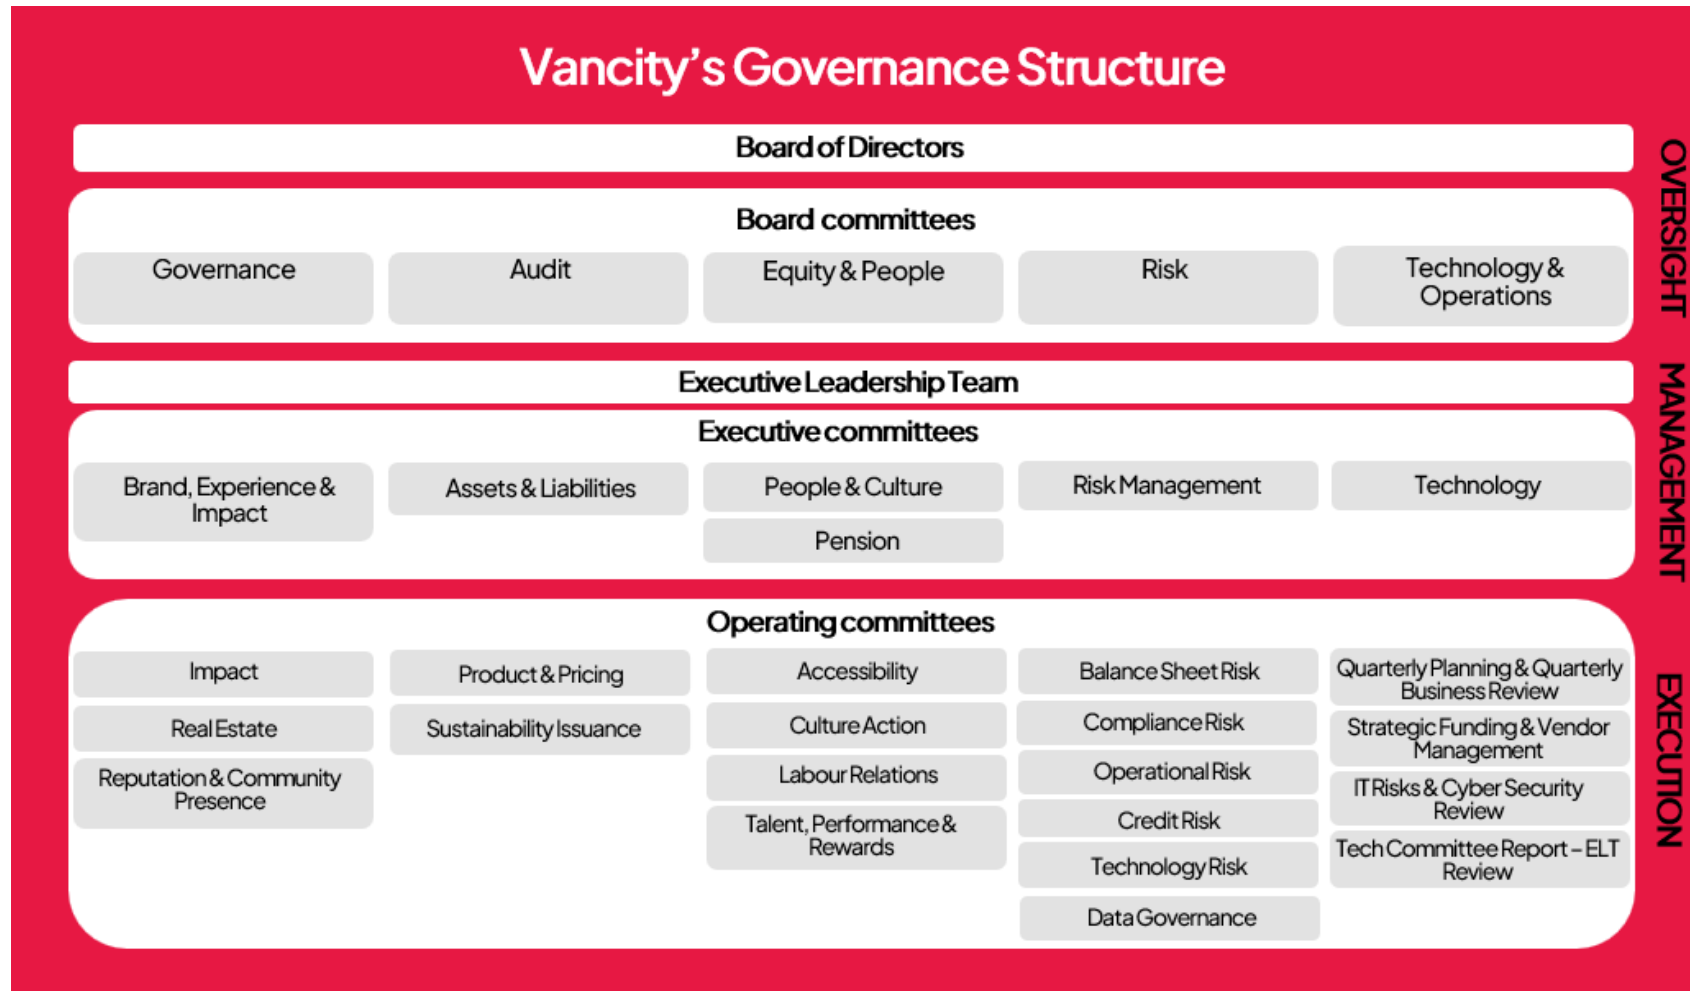 Vancity's Governance Structure
Board of Directors
Board committees
Governance
Audit
Equity & People
Risk
Technology &
Operations
OVERSIGHT
Executive Leadership Team
Executive committees
Brand, Experience &
Impact
Assets & Liabilities
People & Culture
Pension
Risk Management
Technology
MANAGEMENT
Operating committees
Impact
Real Estate
Reputation & Community
Presence
Product & Pricing
Sustainability Issuance
Accessibility
Culture Action
Labour Relations
Talent, Performance &
Rewards
Balance Sheet Risk
Compliance Risk
Operational Risk
Credit Risk
Technology Risk
Data Governance
Quarterly Planning & Quarterly
Business Review
Strategic Funding & Vendor
Management
IT Risks & Cyber Security
Review
Tech Committee Report – ELT
Review
EXECUTION